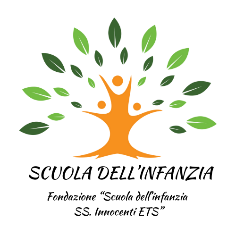 SCUOLA DELL'INFANZIA
Fondazione "Scuola dell'infanzia
SS. Innocenti ETS"